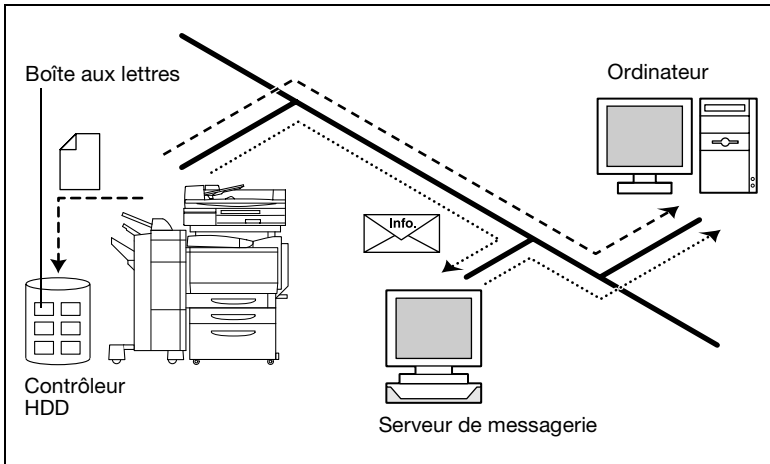 Boîte aux lettres
Ordinateur
Info.
Contrôleur
HDD
Serveur de messagerie